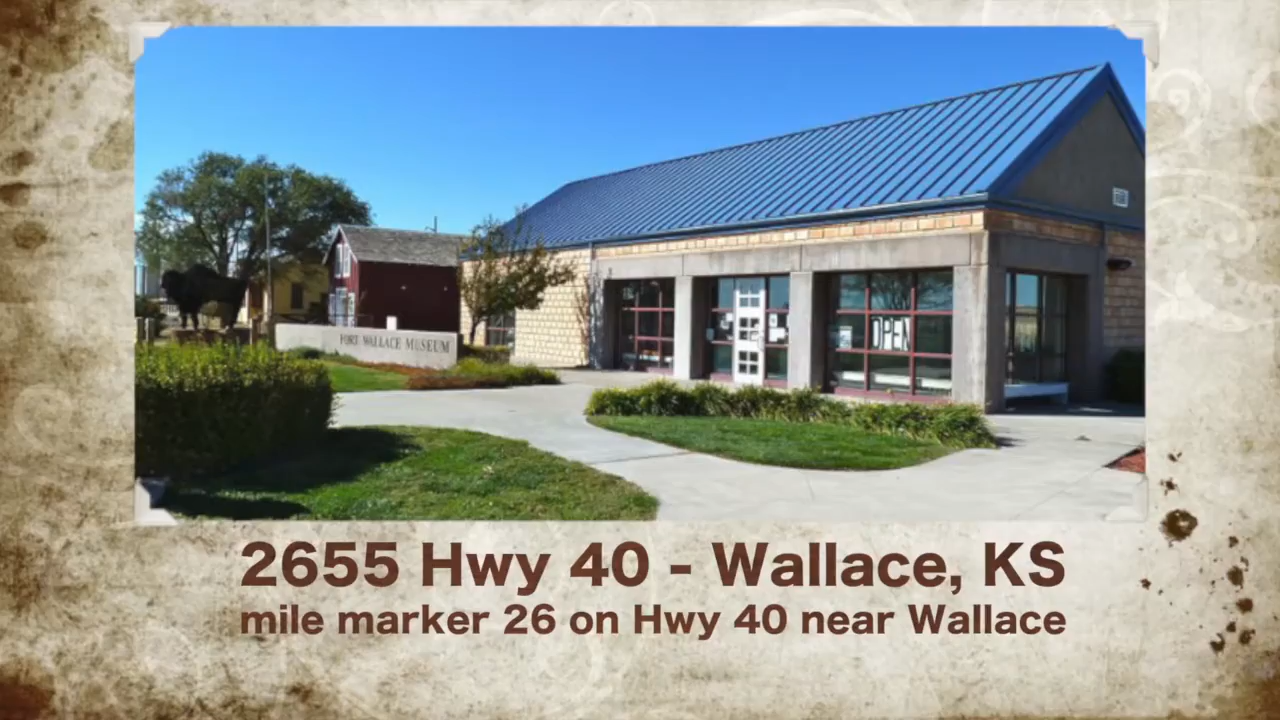 FORT WALLACE MUSEUM
OPEN
2655 Hwy 40 - Wallace, KS
mile marker 26 on Hwy 40 near Wallace